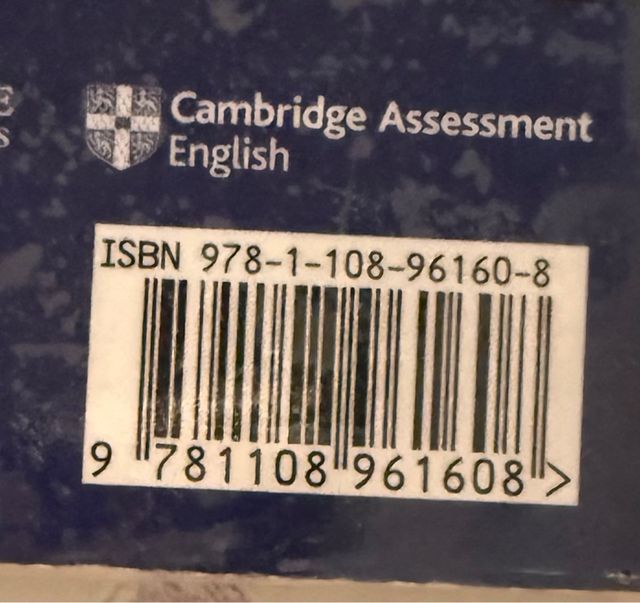 Cambridge Assessment
English
ISBN 978-1-108-96160-8
9 781108 961608 >